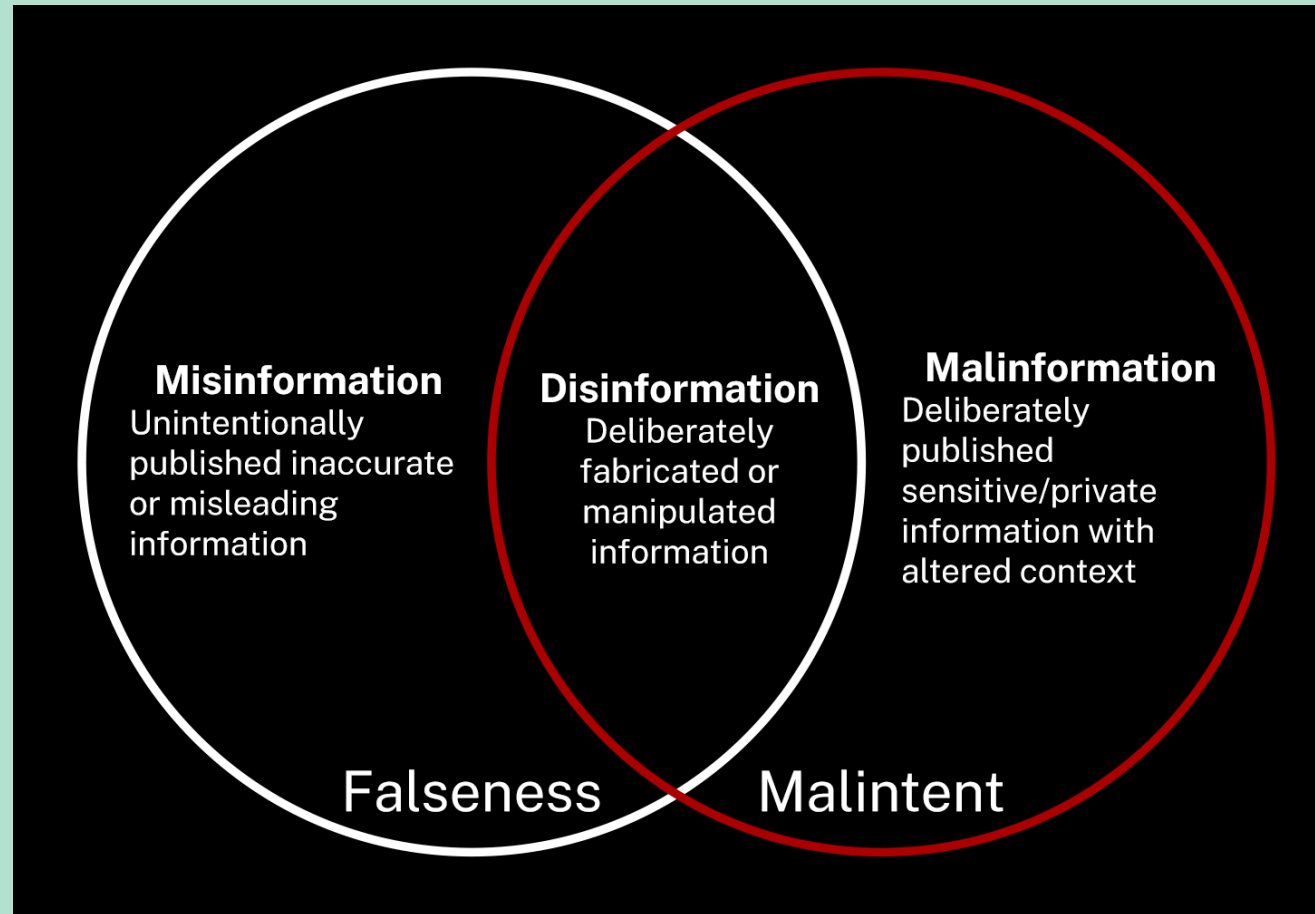 Misinformation
Unintentionally
published inaccurate
or misleading
information
Disinformation
Deliberately
fabricated or
manipulated
information
Malinformation
Deliberately
published
sensitive/private
information with
altered context
Falseness
Malintent